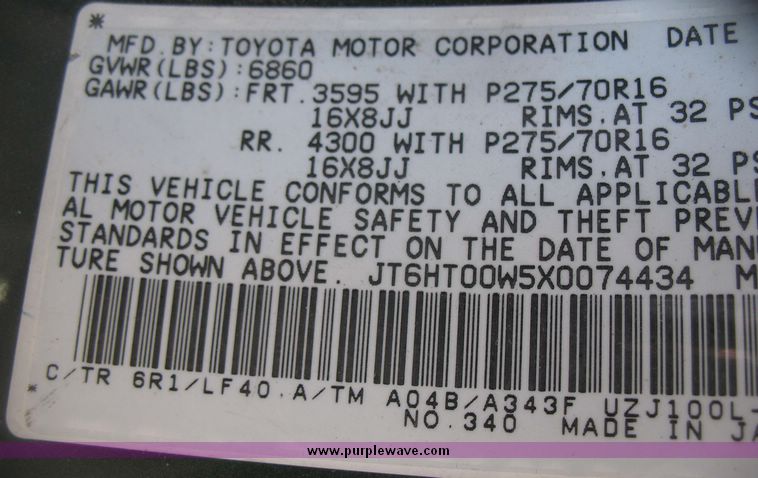 *
MFD. BY: TOYOTA MOTOR CORPORATION DATE
GVWR(LBS):6860
GAWR(LBS):FRT. 3595 WITH P275/70R16
16X8JJ RIMS.AT 32 PS
RR. 4300 WITH P275/70R16
16X8JJ RIMS.AT 32 PS
THIS VEHICLE CONFORMS TO ALL APPLICABLE
AL MOTOR VEHICLE SAFETY AND THEFT PREVE
STANDARDS IN EFFECT ON THE DATE OF MANU
TURE SHOWN ABOVE. JT6HT00W5X0074434 M
C/TR 6R1/LF40.A/TM A04B/A343F UZJ100L-
* NO.340 MADE IN JA
www.purplewave.com